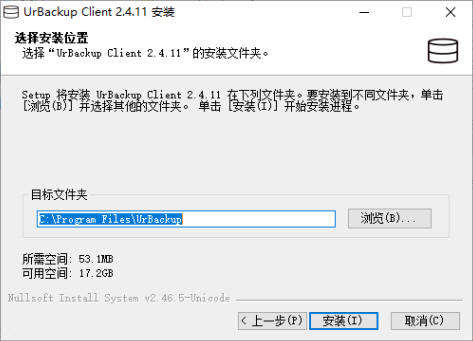 UrBackup Client 2.4.11 安装
选择安装位置
选择“UrBackup Client 2.4.11”的安装文件夹。
Setup 将安装 UrBackup Client 2.4.11 在下列文件夹。要安装到不同文件夹，单击
[浏览(B)] 并选择其他的文件夹。 单击 [安装(I)] 开始安装进程。
目标文件夹
C:\Program Files\UrBackup
浏览(B)...
所需空间: 53.1MB
可用空间: 17.2GB
Nullsoft Install System v2.46.5-Unicode
< 上一步(P)
安装(I)
取消(C)